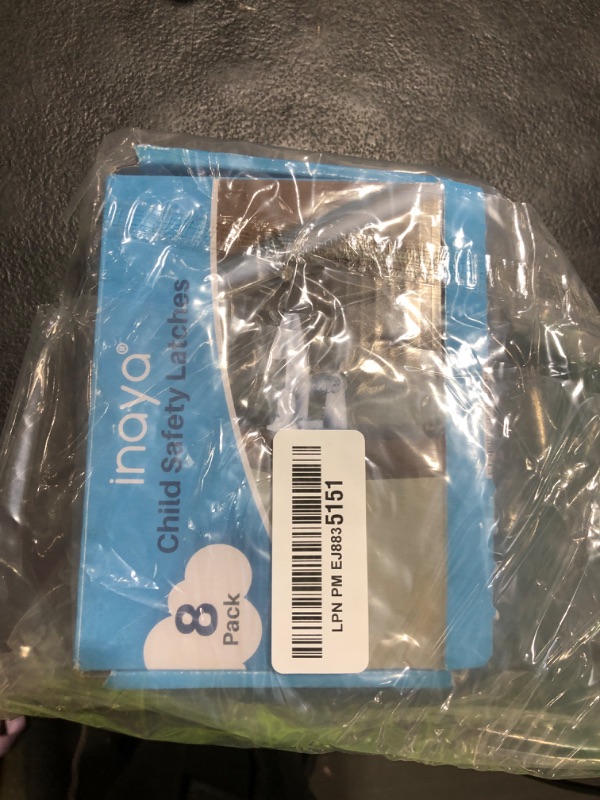 inaya®
Child Safety Latches
8
Pack
LPN PM EJ8835151